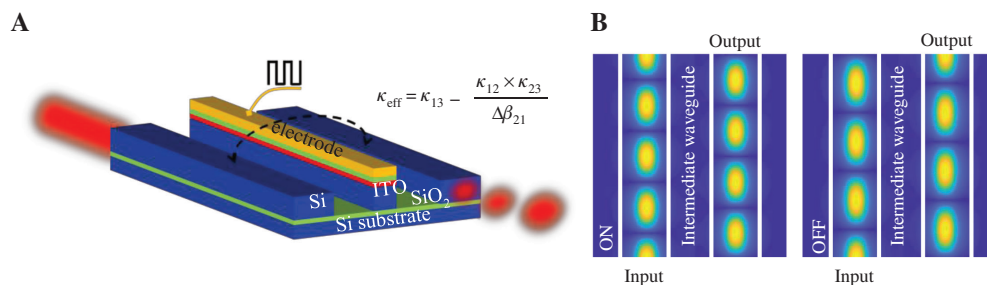 A
κeff = κ13 − κ12 × κ23 / Δβ21
electrode
ITO
Si
SiO2
Si substrate
B
Output
ON
Intermediate waveguide
Input
Output
OFF
Intermediate waveguide
Input